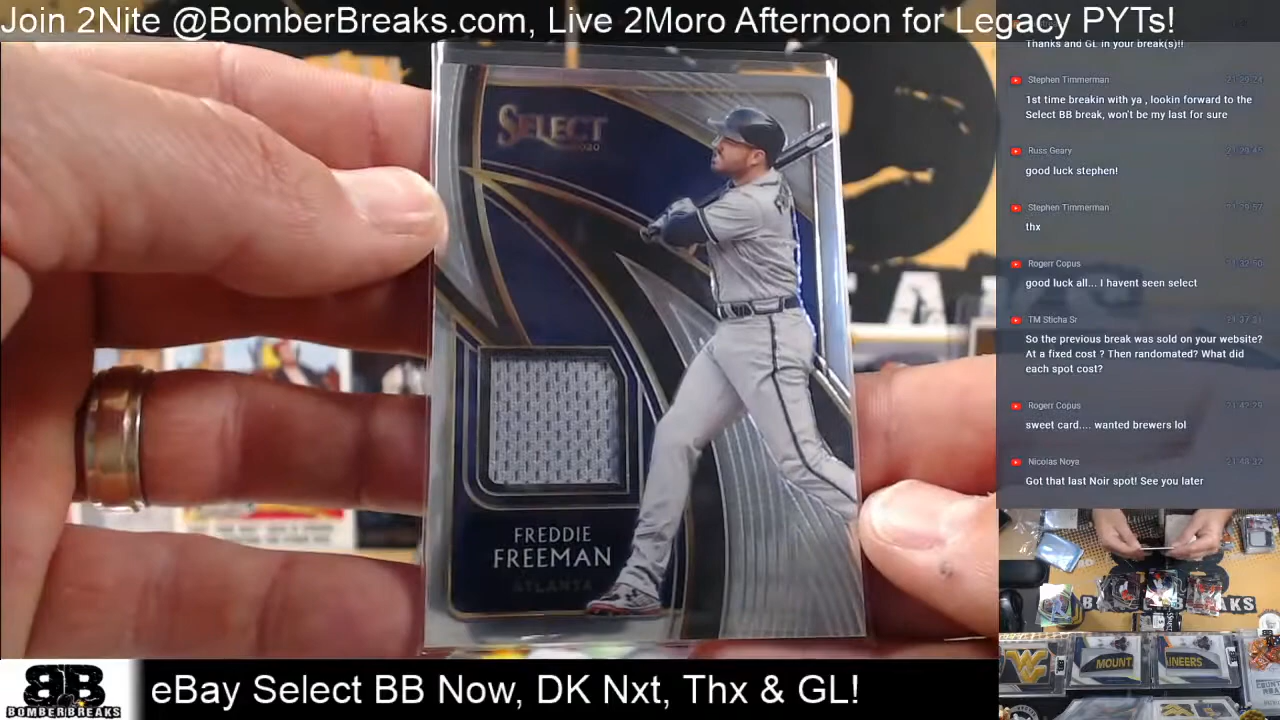 Join 2Nite @BomberBreaks.com, Live 2Moro Afternoon for Legacy PYTs!
Thanks and GL in your break(s)!!
Stephen Timmerman
1st time breakin with ya , lookin forward to the
Select BB break, won't be my last for sure
Russ Geary
good luck stephen!
Stephen Timmerman
thx
Rogerr Copus
good luck all... I havent seen select
TM Sticha Sr
So the previous break was sold on your website?
At a fixed cost ? Then randomated? What did
each spot cost?
Rogerr Copus
sweet card.... wanted brewers lol
Nicolas Noya
Got that last Noir spot! See you later
SELECT
2020
FREDDIE
FREEMAN
ATLANTA
MOUNT
AINEERS
BB
BOMBERBREAKS
eBay Select BB Now, DK Nxt, Thx & GL!